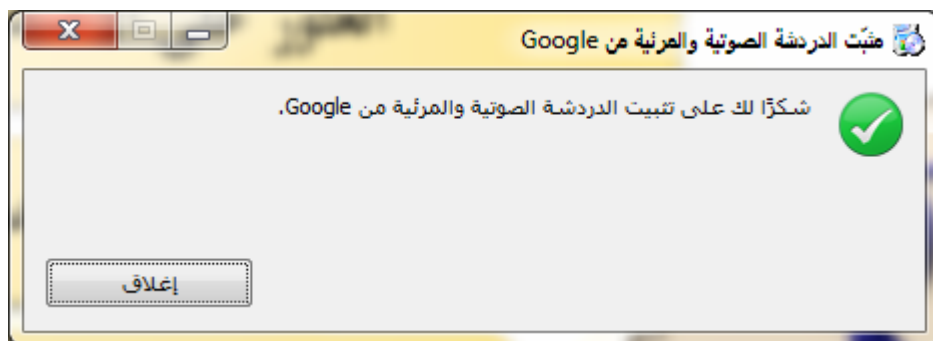 مثبّت الدردشة الصوتية والمرئية من Google
شكرًا لك على تثبيت الدردشة الصوتية والمرئية من Google.
إغلاق